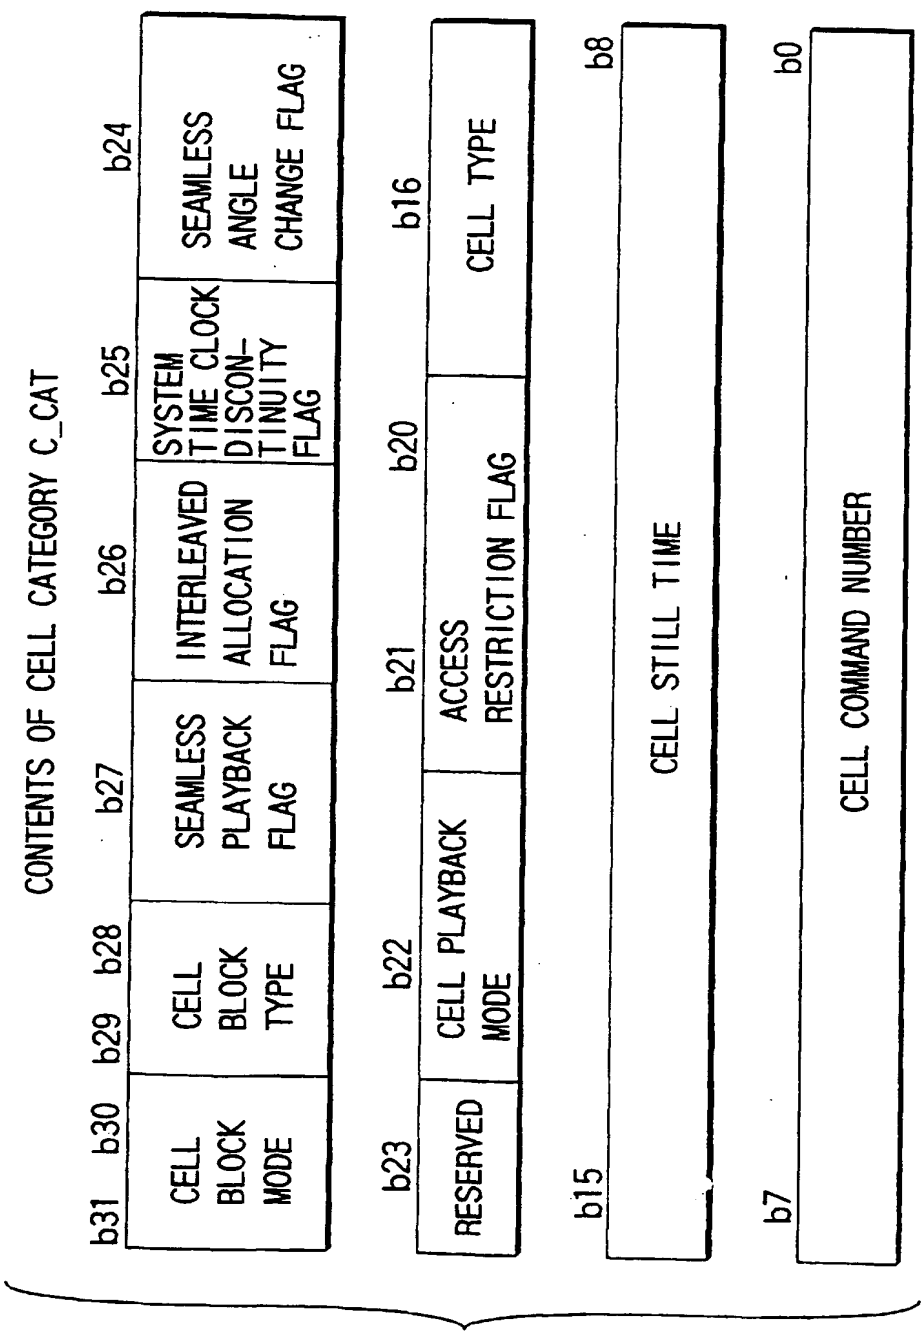 CONTENTS OF CELL CATEGORY C_CAT
b31 b30 b29 b28 b27 b26 b25 b24
CELL
BLOCK
MODE
CELL
BLOCK
TYPE
SEAMLESS
PLAYBACK
FLAG
INTERLEAVED
ALLOCATION
FLAG
SYSTEM
TIME CLOCK
DISCON-
TINUITY
FLAG
SEAMLESS
ANGLE
CHANGE FLAG
b23 b22 b21 b20 b16
RESERVED
CELL PLAYBACK
MODE
ACCESS
RESTRICTION FLAG
CELL TYPE
b15 b8
CELL STILL TIME
b7 b0
CELL COMMAND NUMBER